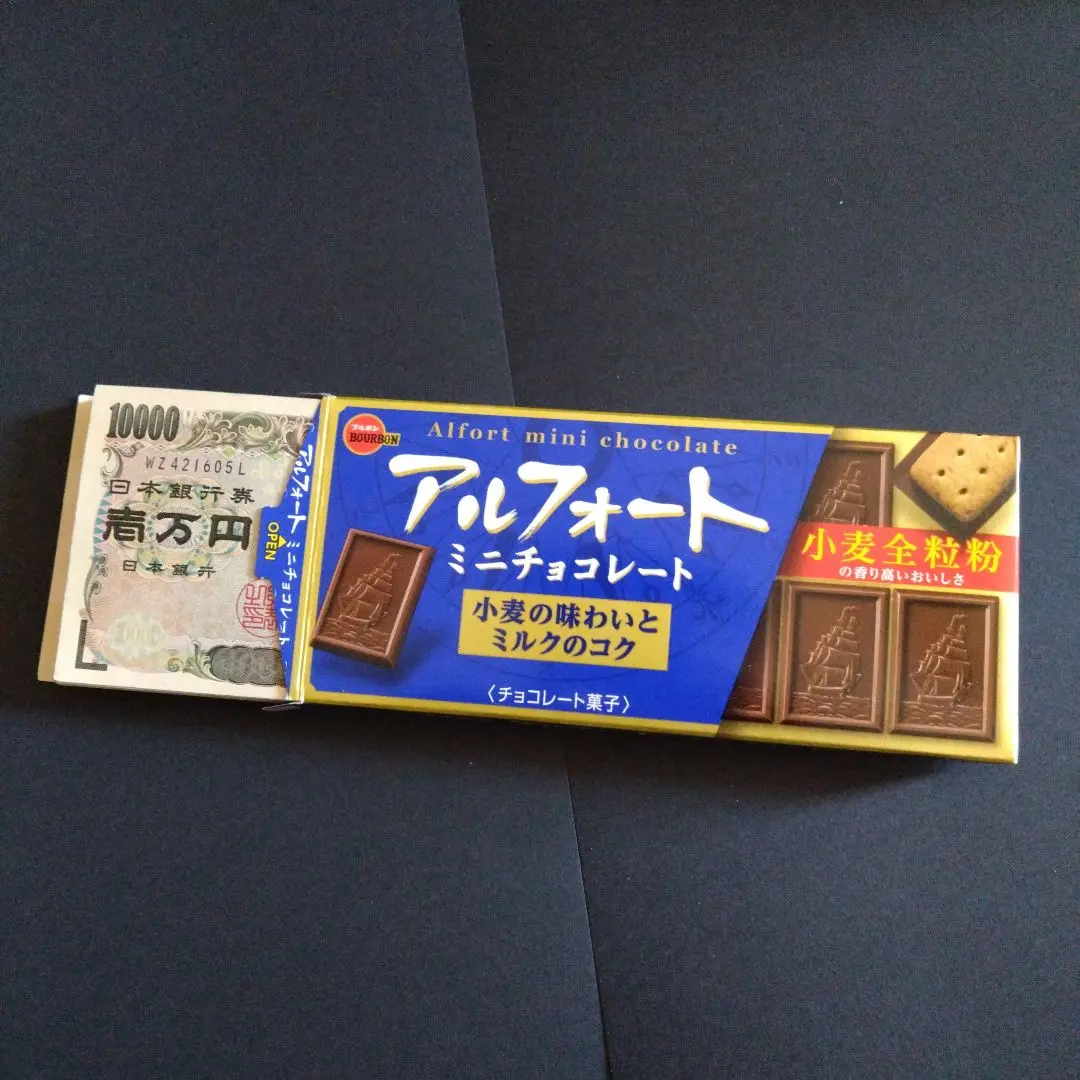 10000
WZ421605L
日本銀行券
壱万円
日本銀行
10000
アルフォート ミニチョコレート
OPEN
ブルボン
BOURBON
Alfort mini chocolate
アルフォート
ミニチョコレート
小麦の味わいと
ミルクのコク
〈チョコレート菓子〉
小麦全粒粉
の香り高いおいしさ